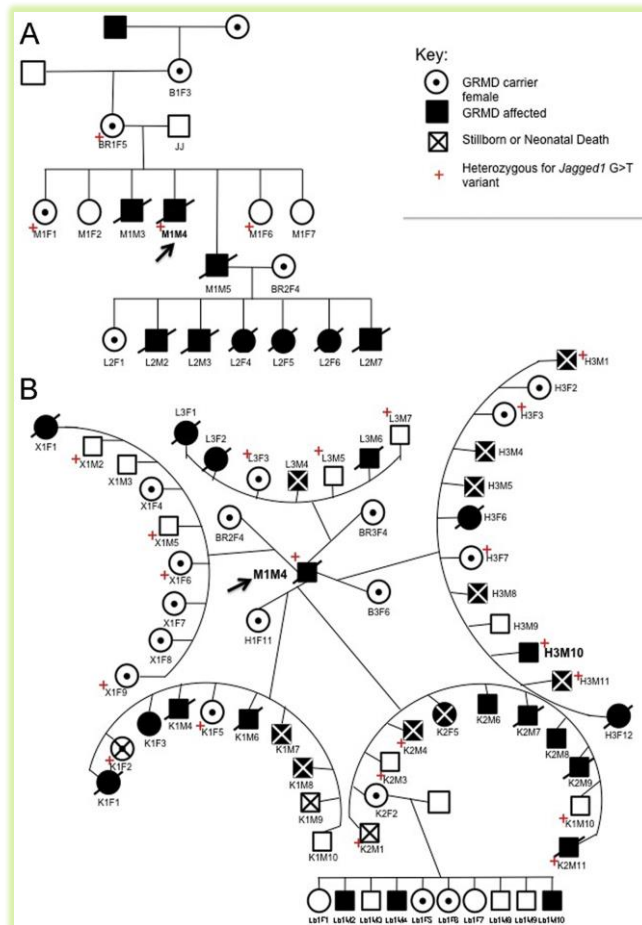 A
Key:
GRMD carrier
female
GRMD affected
Stillborn or Neonatal Death
+ Heterozygous for Jagged1 G>T
variant
B1F3
+
BR1F5
JJ
+
M1F1
M1F2
M1M3
+
M1M4
+
M1F6
M1F7
M1M5
BR2F4
L2F1
L2M2
L2M3
L2F4
L2F5
L2F6
L2M7
B
X1F1
+X1M2
X1M3
X1F4
+X1M5
+X1F6
X1F7
X1F8
+X1F9
L3F1
L3F2
+L3F3
L3M4
+L3M5
L3M6
+L3M7
BR2F4
BR3F4
+
M1M4
H1F11
B3F6
+H3M1
H3F2
+H3F3
H3M4
H3M5
H3F6
+H3F7
H3M8
H3M9
+H3M10
+H3M11
H3F12
K1F1
+K1F2
K1F3
K1M4
+K1F5
K1M6
K1M7
K1M8
K1M9
K1M10
+K2M1
K2F2
+K2M3
+K2M4
K2F5
K2M6
K2M7
K2M8
K2M9
+K1M10
+K2M11